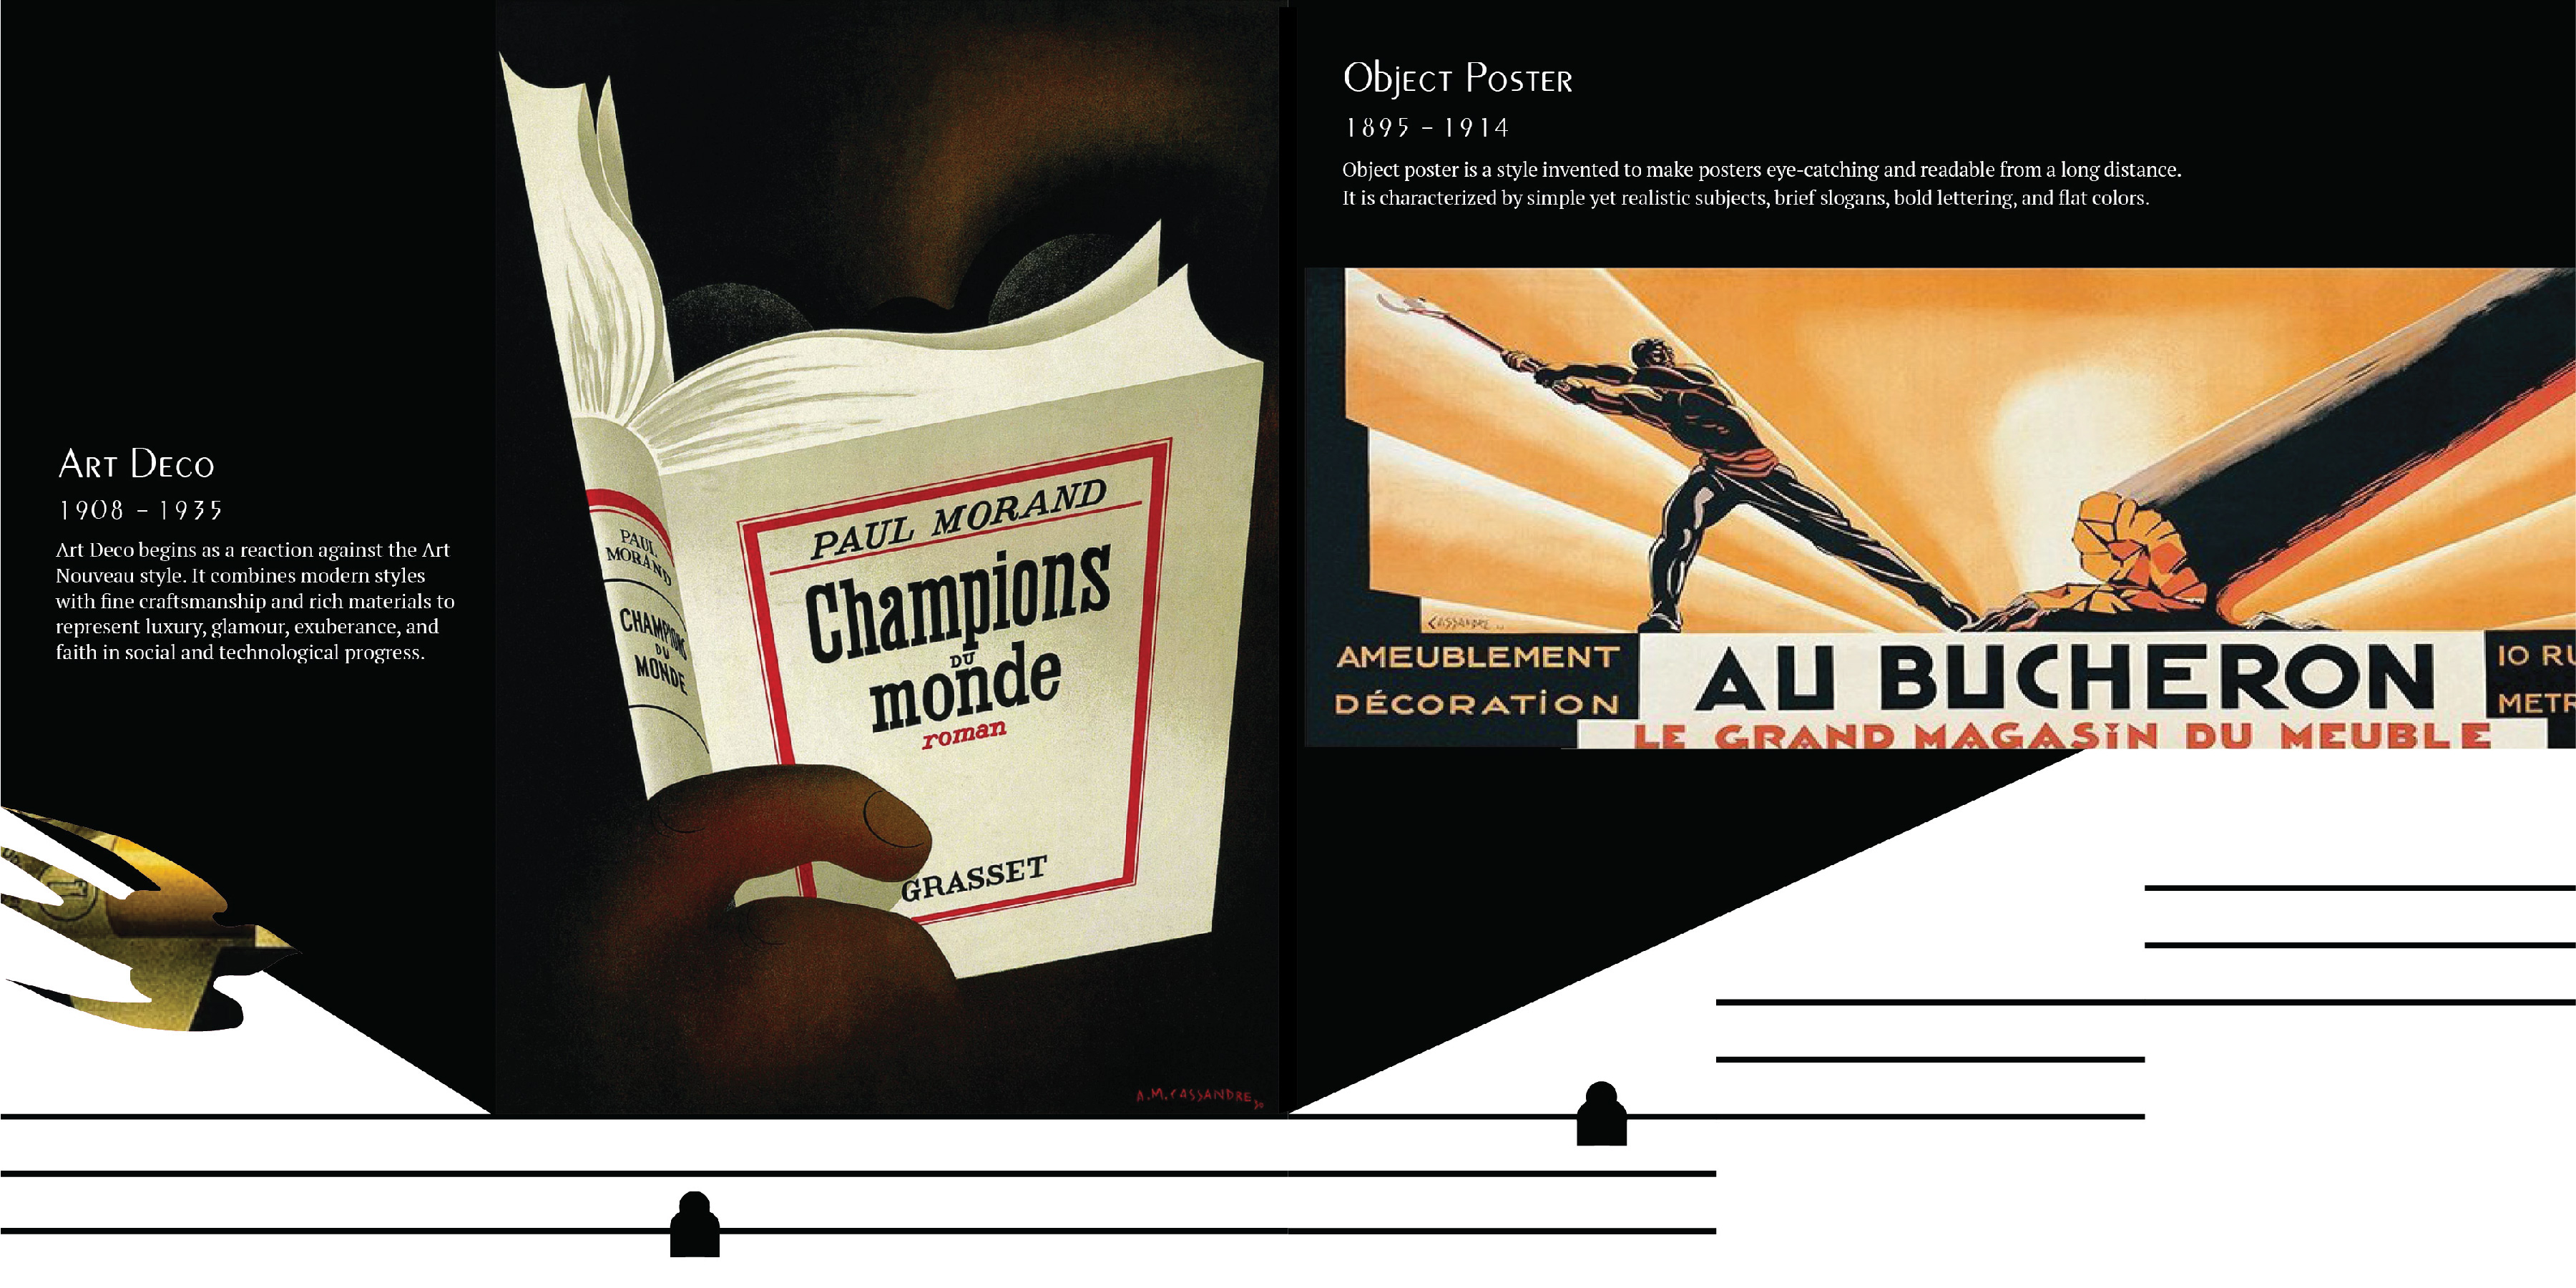 Art Deco
1908 – 1935
Art Deco begins as a reaction against the Art
Nouveau style. It combines modern styles
with fine craftsmanship and rich materials to
represent luxury, glamour, exuberance, and
faith in social and technological progress.
PAUL
MORAND
CHAMPIONS
DU
MONDE
PAUL MORAND
Champions
DU
monde
roman
GRASSET
A.M.CASSANDRE
30
Object Poster
1895 – 1914
Object poster is a style invented to make posters eye-catching and readable from a long distance.
It is characterized by simple yet realistic subjects, brief slogans, bold lettering, and flat colors.
CASSANDRE
AMEUBLEMENT
DÉCORATION
AU BUCHERON
10 RU
METR
LE GRAND MAGASIN DU MEUBLE